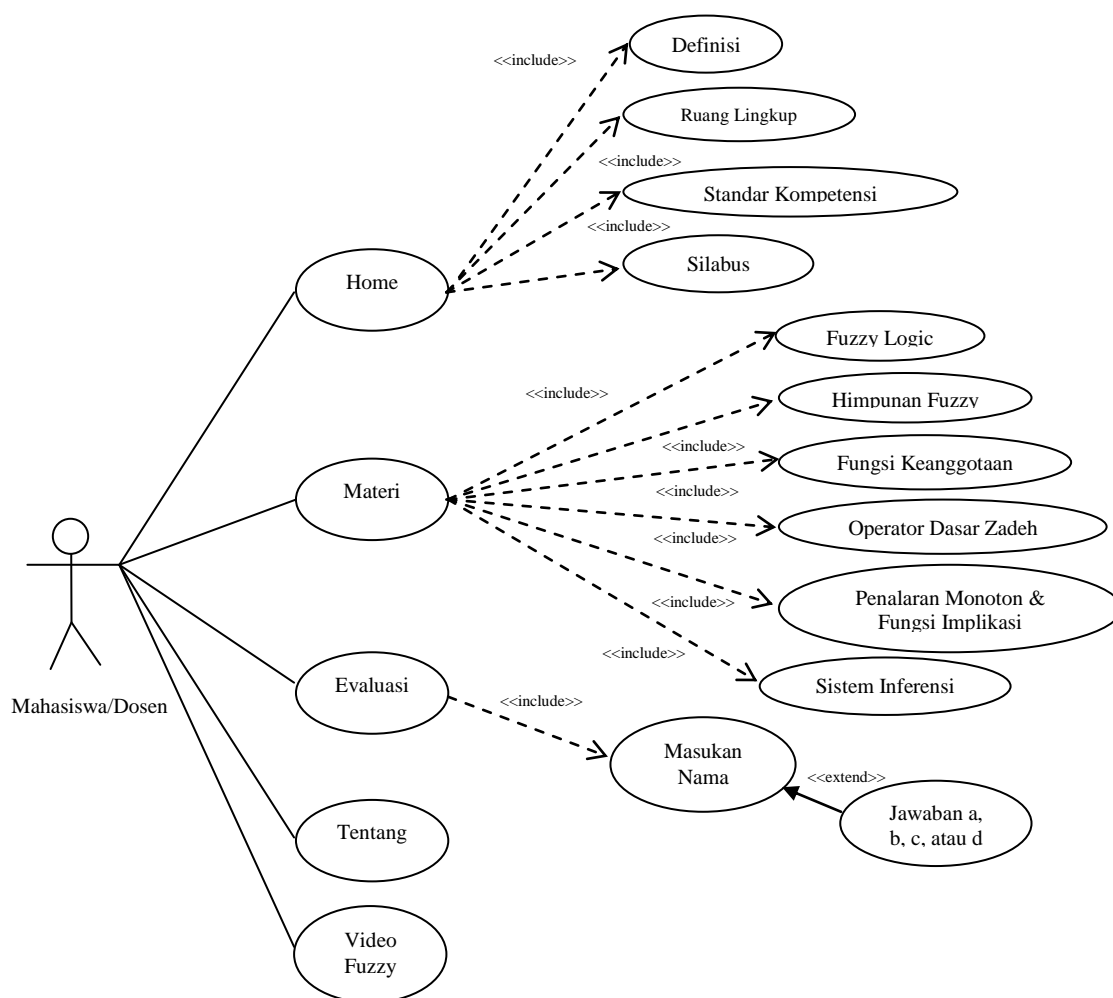 Definisi
<<include>>
Ruang Lingkup
<<include>>
Standar Kompetensi
<<include>>
Silabus
Home
Fuzzy Logic
<<include>>
Himpunan Fuzzy
<<include>>
Fungsi Keanggotaan
Materi
<<include>>
Operator Dasar Zadeh
<<include>>
Penalaran Monoton &
Fungsi Implikasi
<<include>>
<<include>>
Sistem Inferensi
Evaluasi
Mahasiswa/Dosen
<<include>>
Masukan
Nama
<<extend>>
Jawaban a,
b, c, atau d
Tentang
Video
Fuzzy